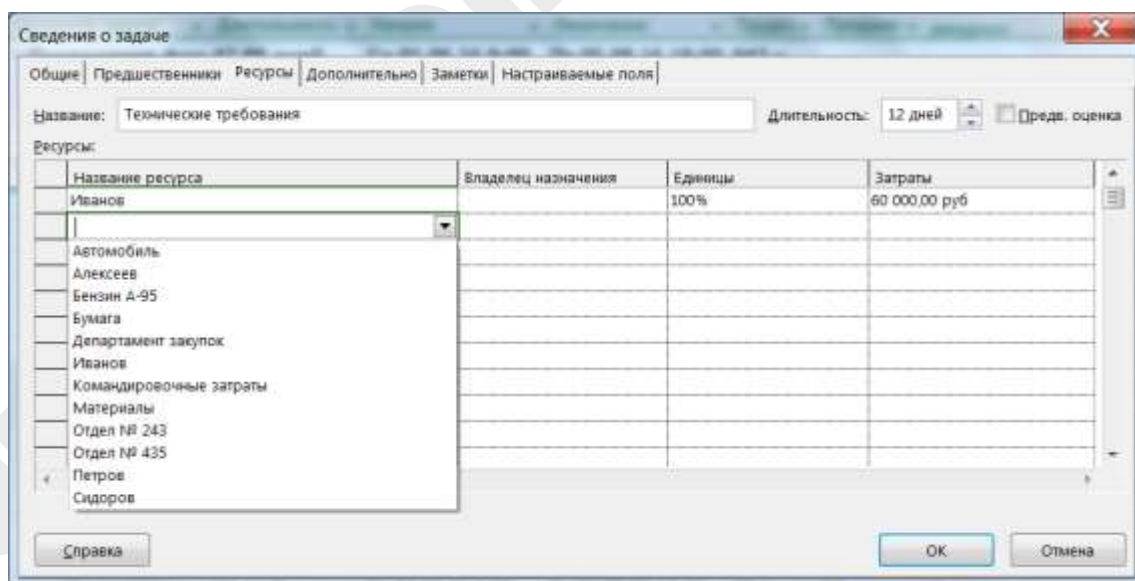 Сведения о задаче
Общие Предшественники Ресурсы Дополнительно Заметки Настраиваемые поля
Название: Технические требования Длительность: 12 дней Предв. оценка
Ресурсы:
Название ресурса Владелец назначения Единицы Затраты
Иванов 100% 60 000,00 руб
Автомобиль
Алексеев
Бензин А-95
Бумага
Департамент закупок
Иванов
Командировочные затраты
Материалы
Отдел № 243
Отдел № 435
Петров
Сидоров
Справка ОК Отмена